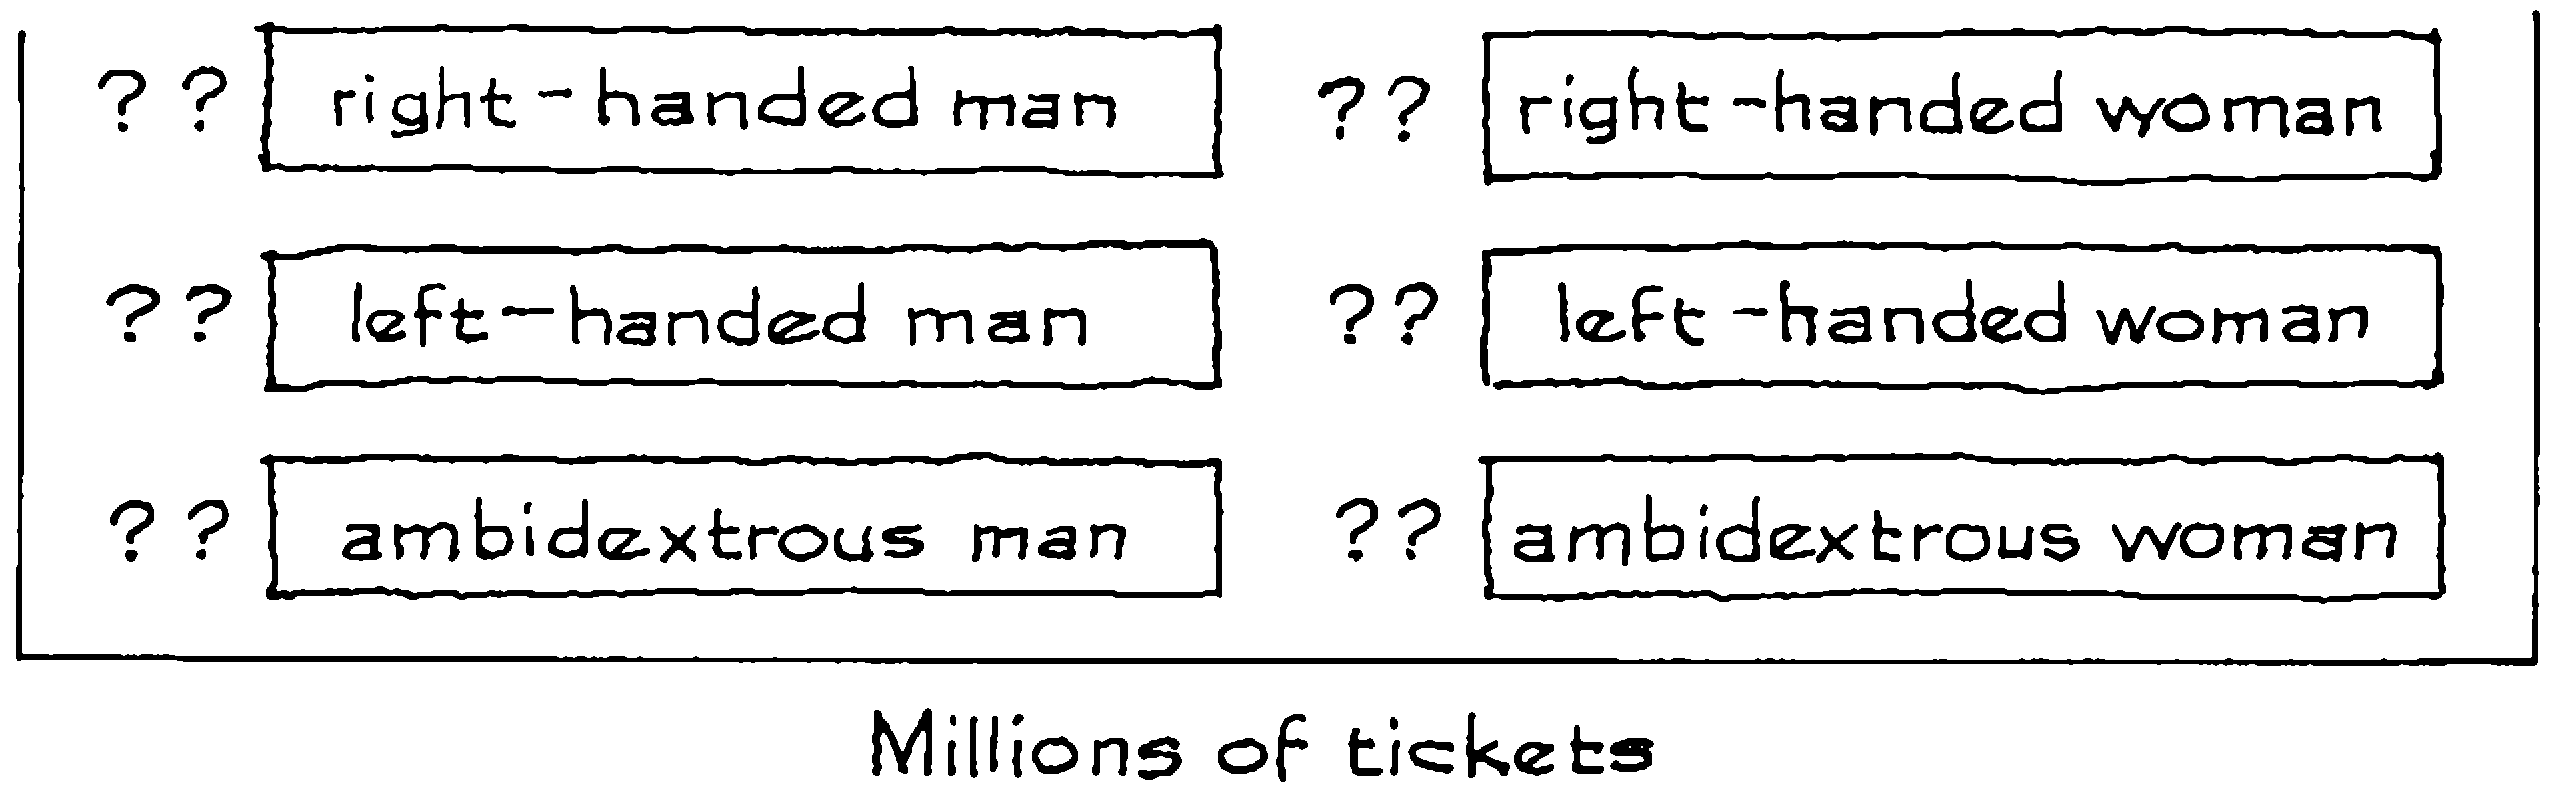 ?? right-handed man ?? right-handed woman
?? left-handed man ?? left-handed woman
?? ambidextrous man ?? ambidextrous woman
Millions of tickets